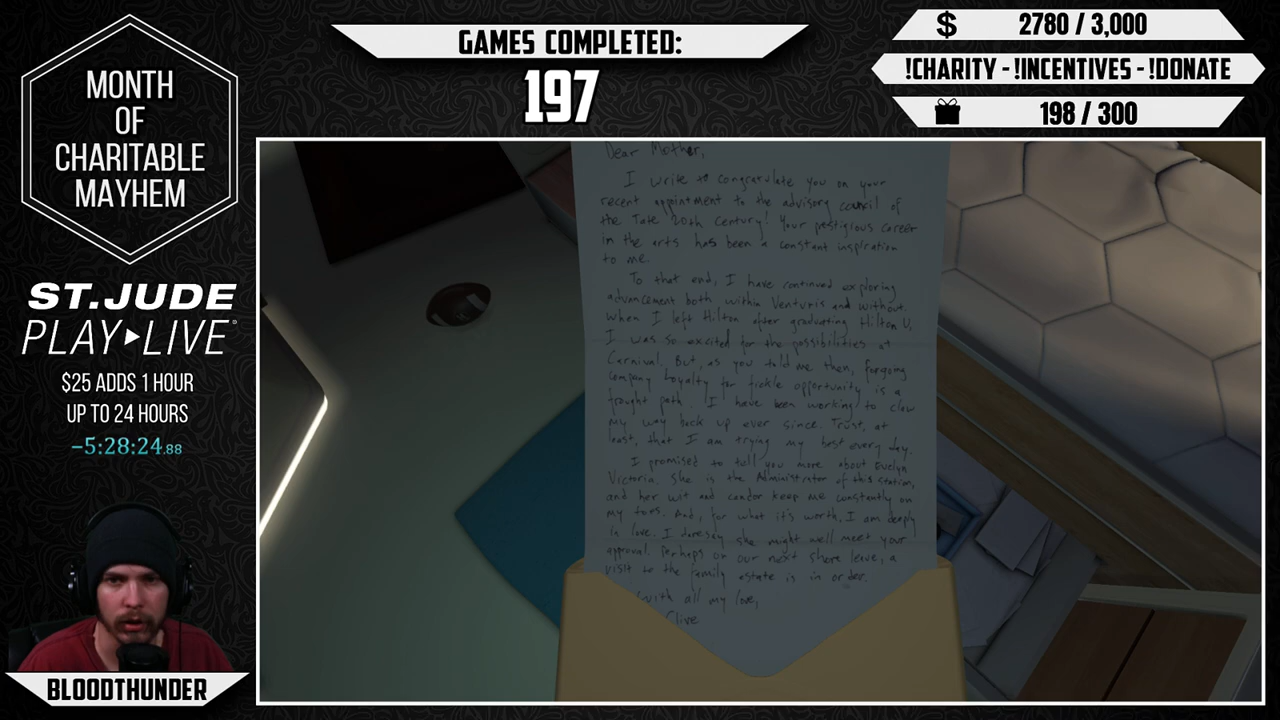 MONTH
OF
CHARITABLE
MAYHEM
ST.JUDE
PLAY LIVE
$25 ADDS 1 HOUR
UP TO 24 HOURS
-5:28:24.88
BLOODTHUNDER
GAMES COMPLETED:
197
$ 2780 / 3,000
!CHARITY - !INCENTIVES - !DONATE
198 / 300
Dear Mother,
I write to congratulate you on your
recent appointment to the advisory council of
the Tate 20th Century! Your pestigious career
in the arts has been a constant inspiration
to me.
To that end, I have continued exploring
advancement both within Venturis and without.
When I left Hilton after graduating Hilton U.
I was so excited for the possibilities at
Carnival. But, as you told me then, forgoing
company loyalty for fickle opportunity is a
fraught path. I have been working to claw
my way back up ever since. Trust, at
least, that I am trying my best every day.
I promised to tell you more about Evelyn
Victoria. She is the Administrator of this station,
and her wit and candor keep me constantly on
my toes. And, for what it's worth, I am deeply
in love. I daresay she might well meet your
approval. Perhaps on our next shore leave, a
visit to the family estate is in order.
With all my love,
Clive